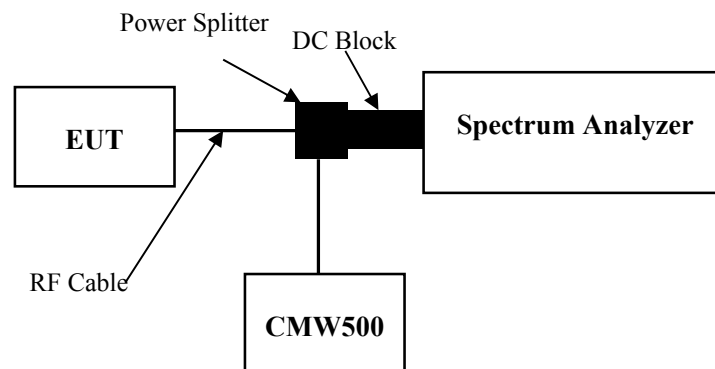 Power Splitter
DC Block
EUT
Spectrum Analyzer
RF Cable
CMW500